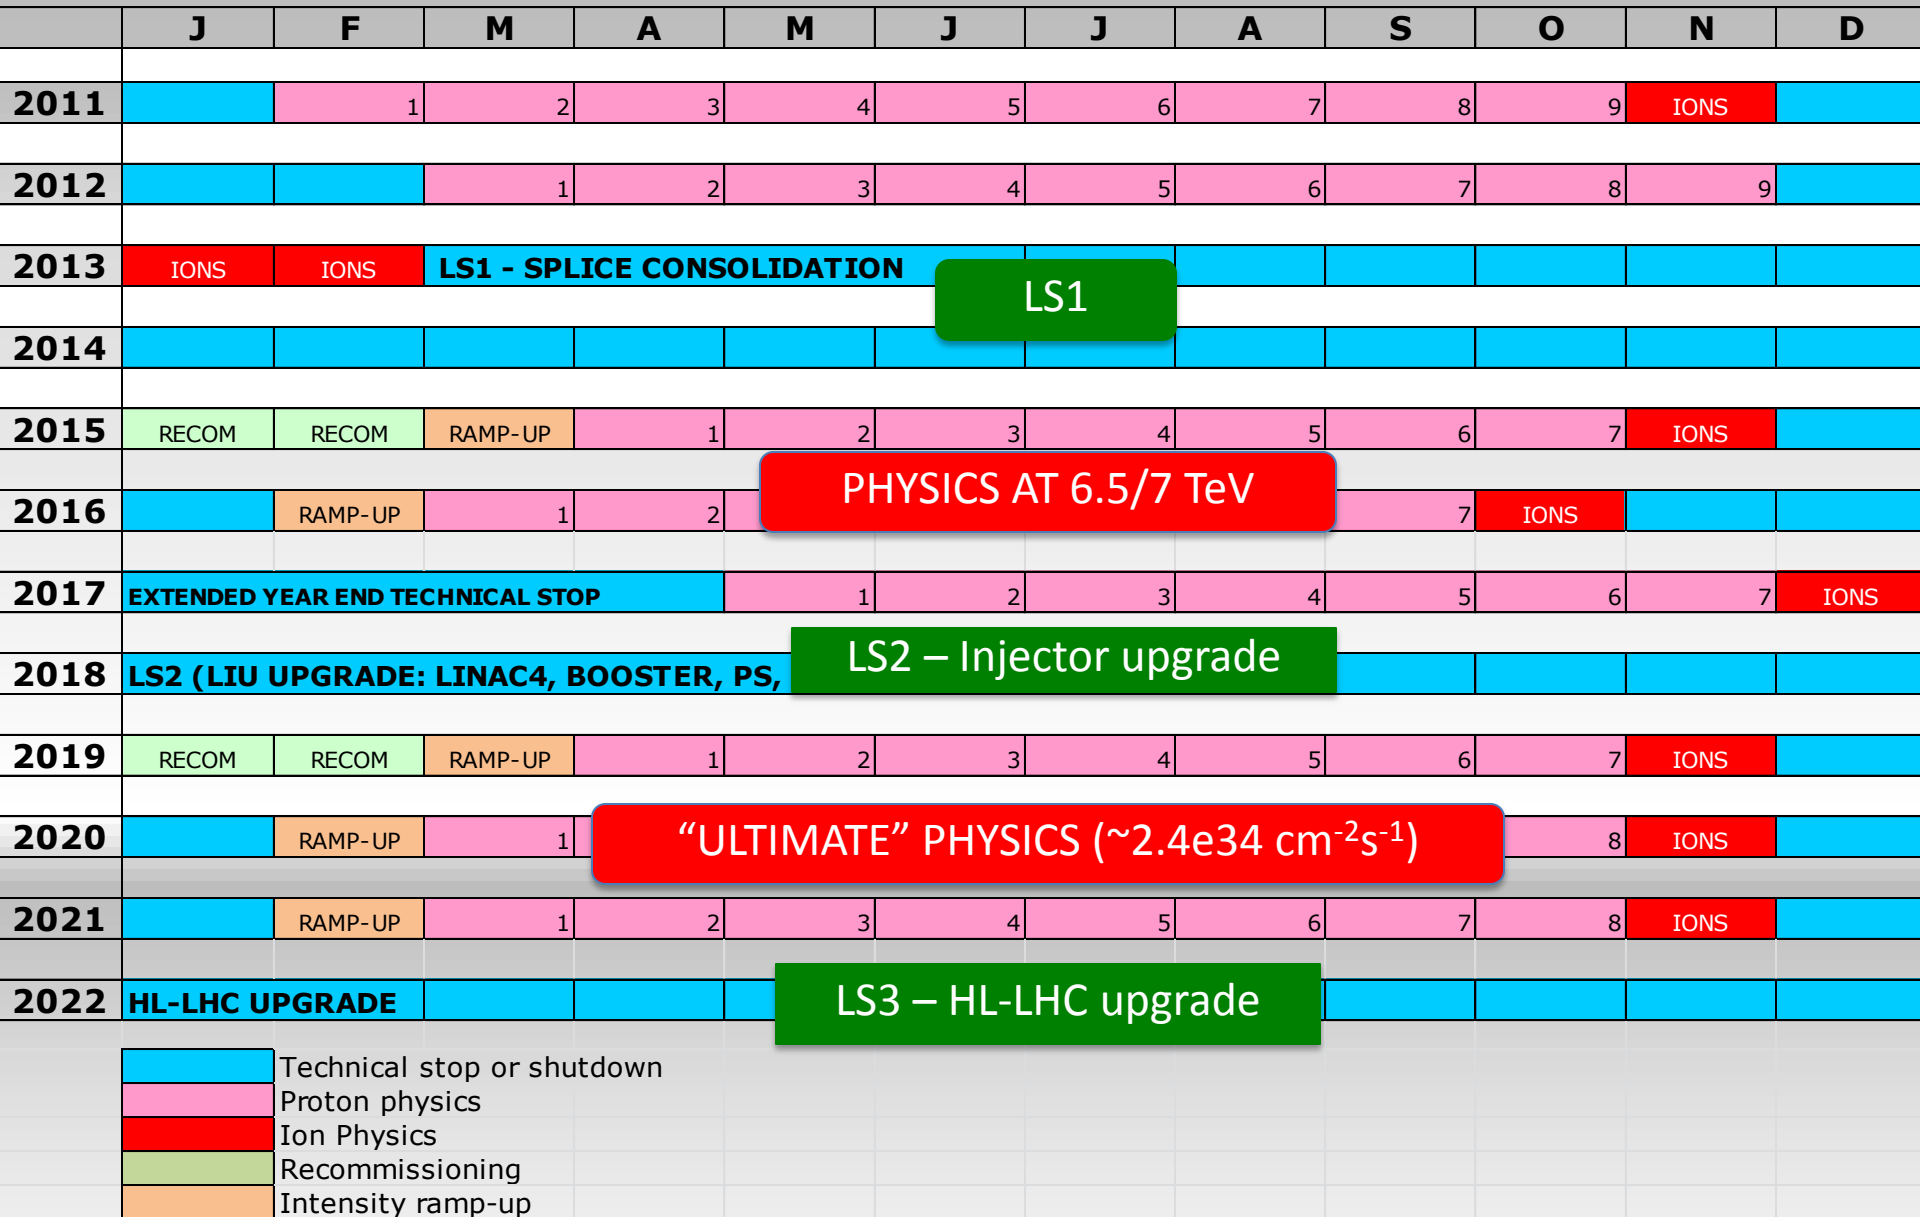 J F M A M J J A S O N D
2011 1 2 3 4 5 6 7 8 9 IONS
2012 1 2 3 4 5 6 7 8 9
2013 IONS IONS LS1 - SPLICE CONSOLIDATION
LS1
2014
2015 RECOM RECOM RAMP-UP 1 2 3 4 5 6 7 IONS
PHYSICS AT 6.5/7 TeV
2016 RAMP-UP 1 2 7 IONS
2017 EXTENDED YEAR END TECHNICAL STOP 1 2 3 4 5 6 7 IONS
LS2 – Injector upgrade
2018 LS2 (LIU UPGRADE: LINAC4, BOOSTER, PS,
2019 RECOM RECOM RAMP-UP 1 2 3 4 5 6 7 IONS
2020 RAMP-UP 1 8 IONS
“ULTIMATE” PHYSICS (~2.4e34 cm⁻²s⁻¹)
2021 RAMP-UP 1 2 3 4 5 6 7 8 IONS
2022 HL-LHC UPGRADE
LS3 – HL-LHC upgrade
Technical stop or shutdown
Proton physics
Ion Physics
Recommissioning
Intensity ramp-up